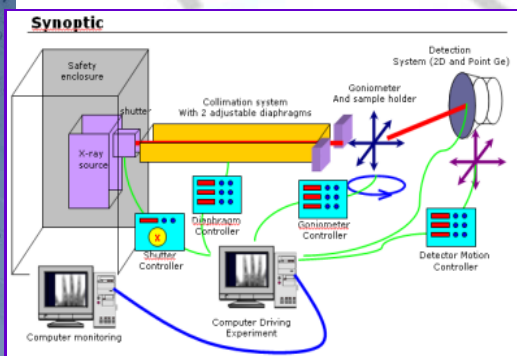 Synoptic
Safety
enclosure
shutter
X-ray
source
Collimation system
With 2 adjustable diaphragms
Goniometer
And sample holder
Detection
System (2D and Point Ge)
Diaphragm
Controller
Goniometer
Controller
X
Shutter
Controller
Detector Motion
Controller
Computer monitoring
Computer Driving
Experiment